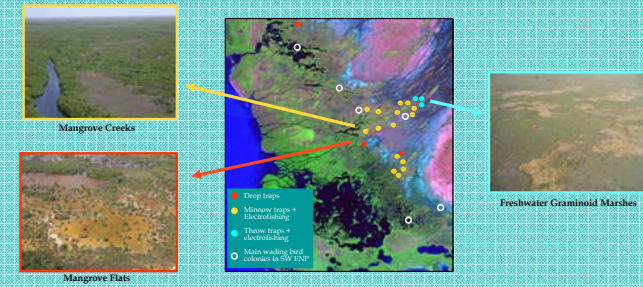 Mangrove Creeks
Mangrove Flats
Drop traps
Minnow traps +
Electrofishing
Throw traps +
electrofishing
Main wading bird
colonies in SW ENP
Freshwater Graminoid Marshes